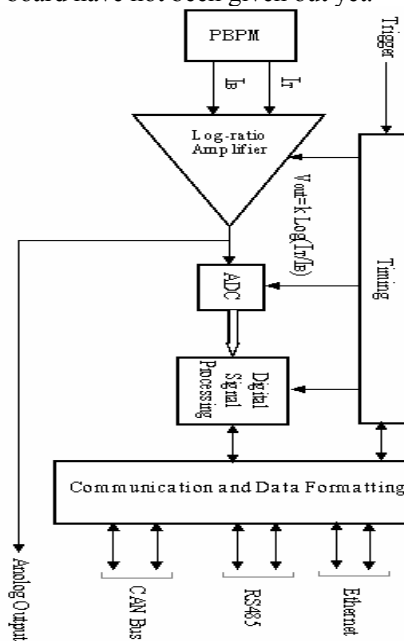 board have not been given out yet.
PBPM
Trigger
IB
IT
Log-ratio
Amplifier
Vout=k Log(IT/IB)
Timing
ADC
Digital
Signal
Processing
Communication and Data Formatting
Analog Output
CAN Bus
RS485
Ethernet